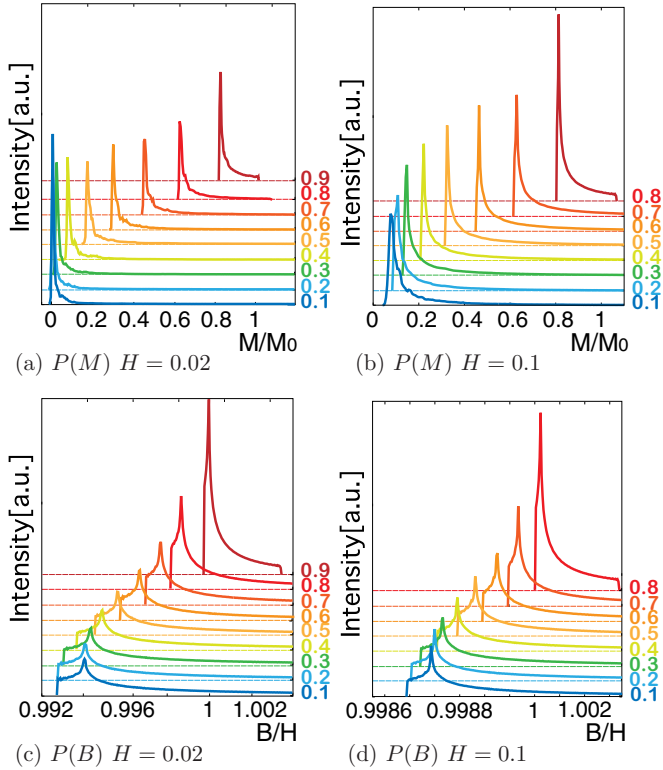 Intensity[a.u.]
0.9
0.8
0.7
0.6
0.5
0.4
0.3
0.2
0.1
0 0.2 0.4 0.6 0.8 1
M/M0
(a) P(M) H = 0.02
Intensity[a.u.]
0.8
0.7
0.6
0.5
0.4
0.3
0.2
0.1
0 0.2 0.4 0.6 0.8 1
M/M0
(b) P(M) H = 0.1
Intensity[a.u.]
0.9
0.8
0.7
0.6
0.5
0.4
0.3
0.2
0.1
0.992 0.996 1 1.002
B/H
(c) P(B) H = 0.02
Intensity[a.u.]
0.8
0.7
0.6
0.5
0.4
0.3
0.2
0.1
0.9986 0.9988 1 1.002
B/H
(d) P(B) H = 0.1